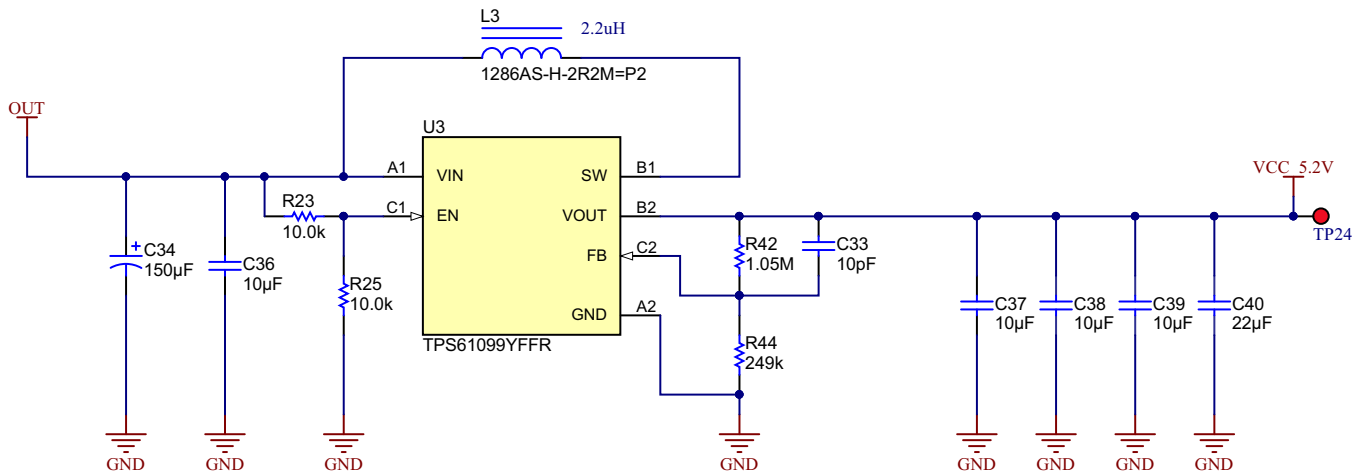 L3
2.2uH
1286AS-H-2R2M=P2
OUT
U3
VCC_5.2V
A1
VIN
SW
B1
R23
C1
EN
VOUT
B2
10.0k
TP24
C34
150µF
C36
10µF
R25
10.0k
FB
C2
R42
1.05M
C33
10pF
GND
A2
C37
10µF
C38
10µF
C39
10µF
C40
22µF
TPS61099YFFR
R44
249k
GND
GND
GND
GND
GND
GND
GND
GND